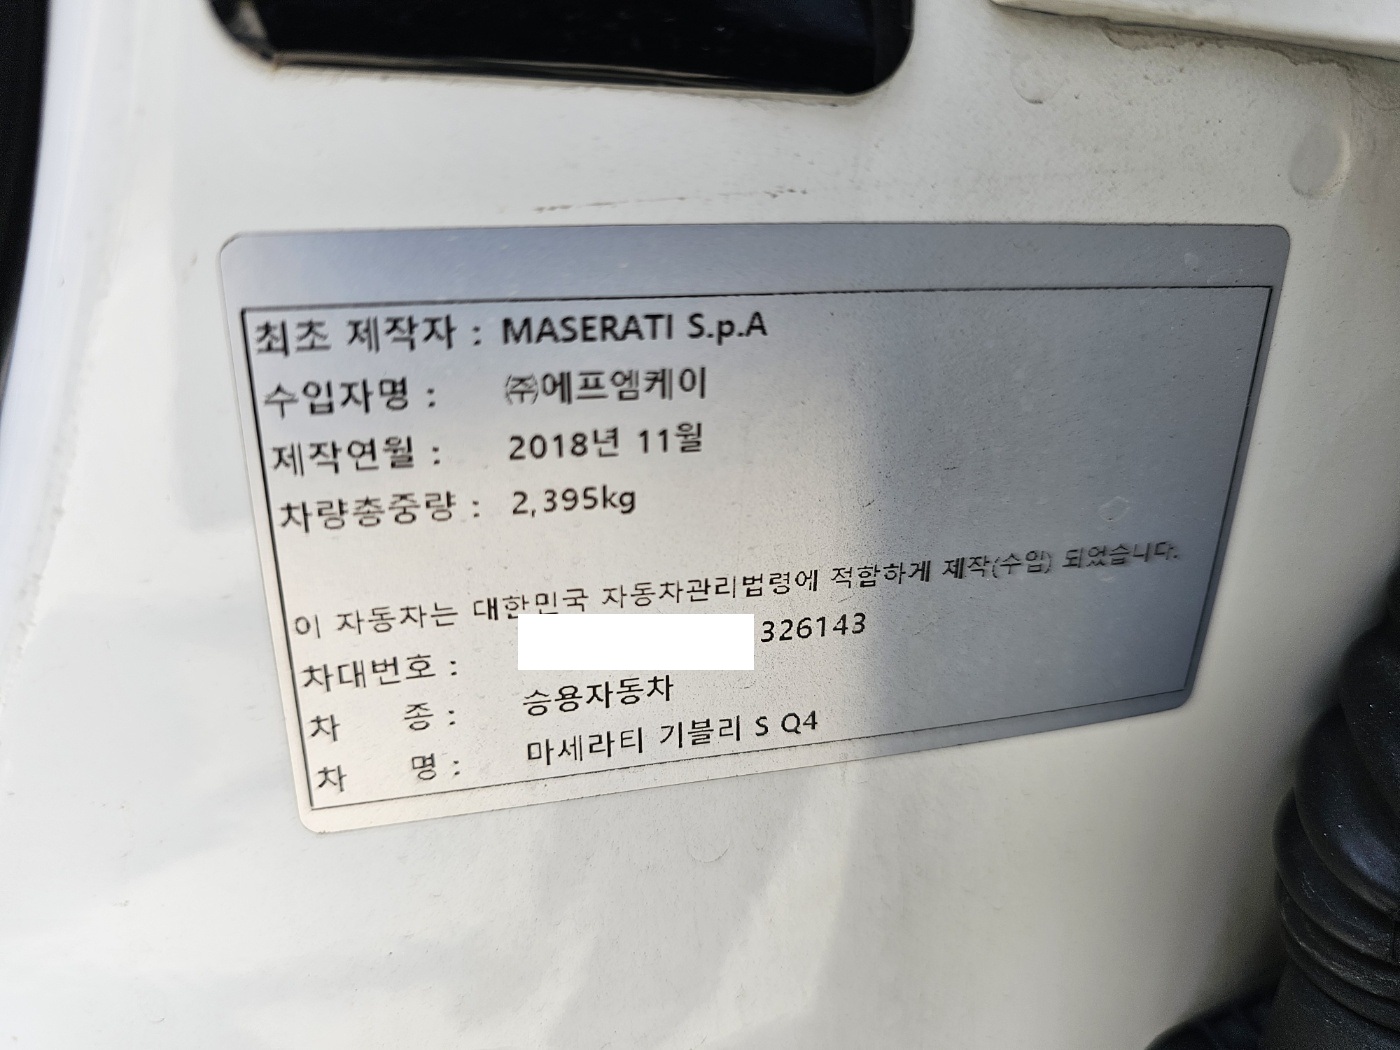 최초 제작자 : MASERATI S.p.A
수입자명 : ㈜에프엠케이
제작연월 : 2018년 11월
차량총중량 : 2,395kg
이 자동차는 대한민국 자동차관리법령에 적합하게 제작(수입) 되었습니다.
차대번호 : 326143
차 종 : 승용자동차
차 명 : 마세라티 기블리 S Q4